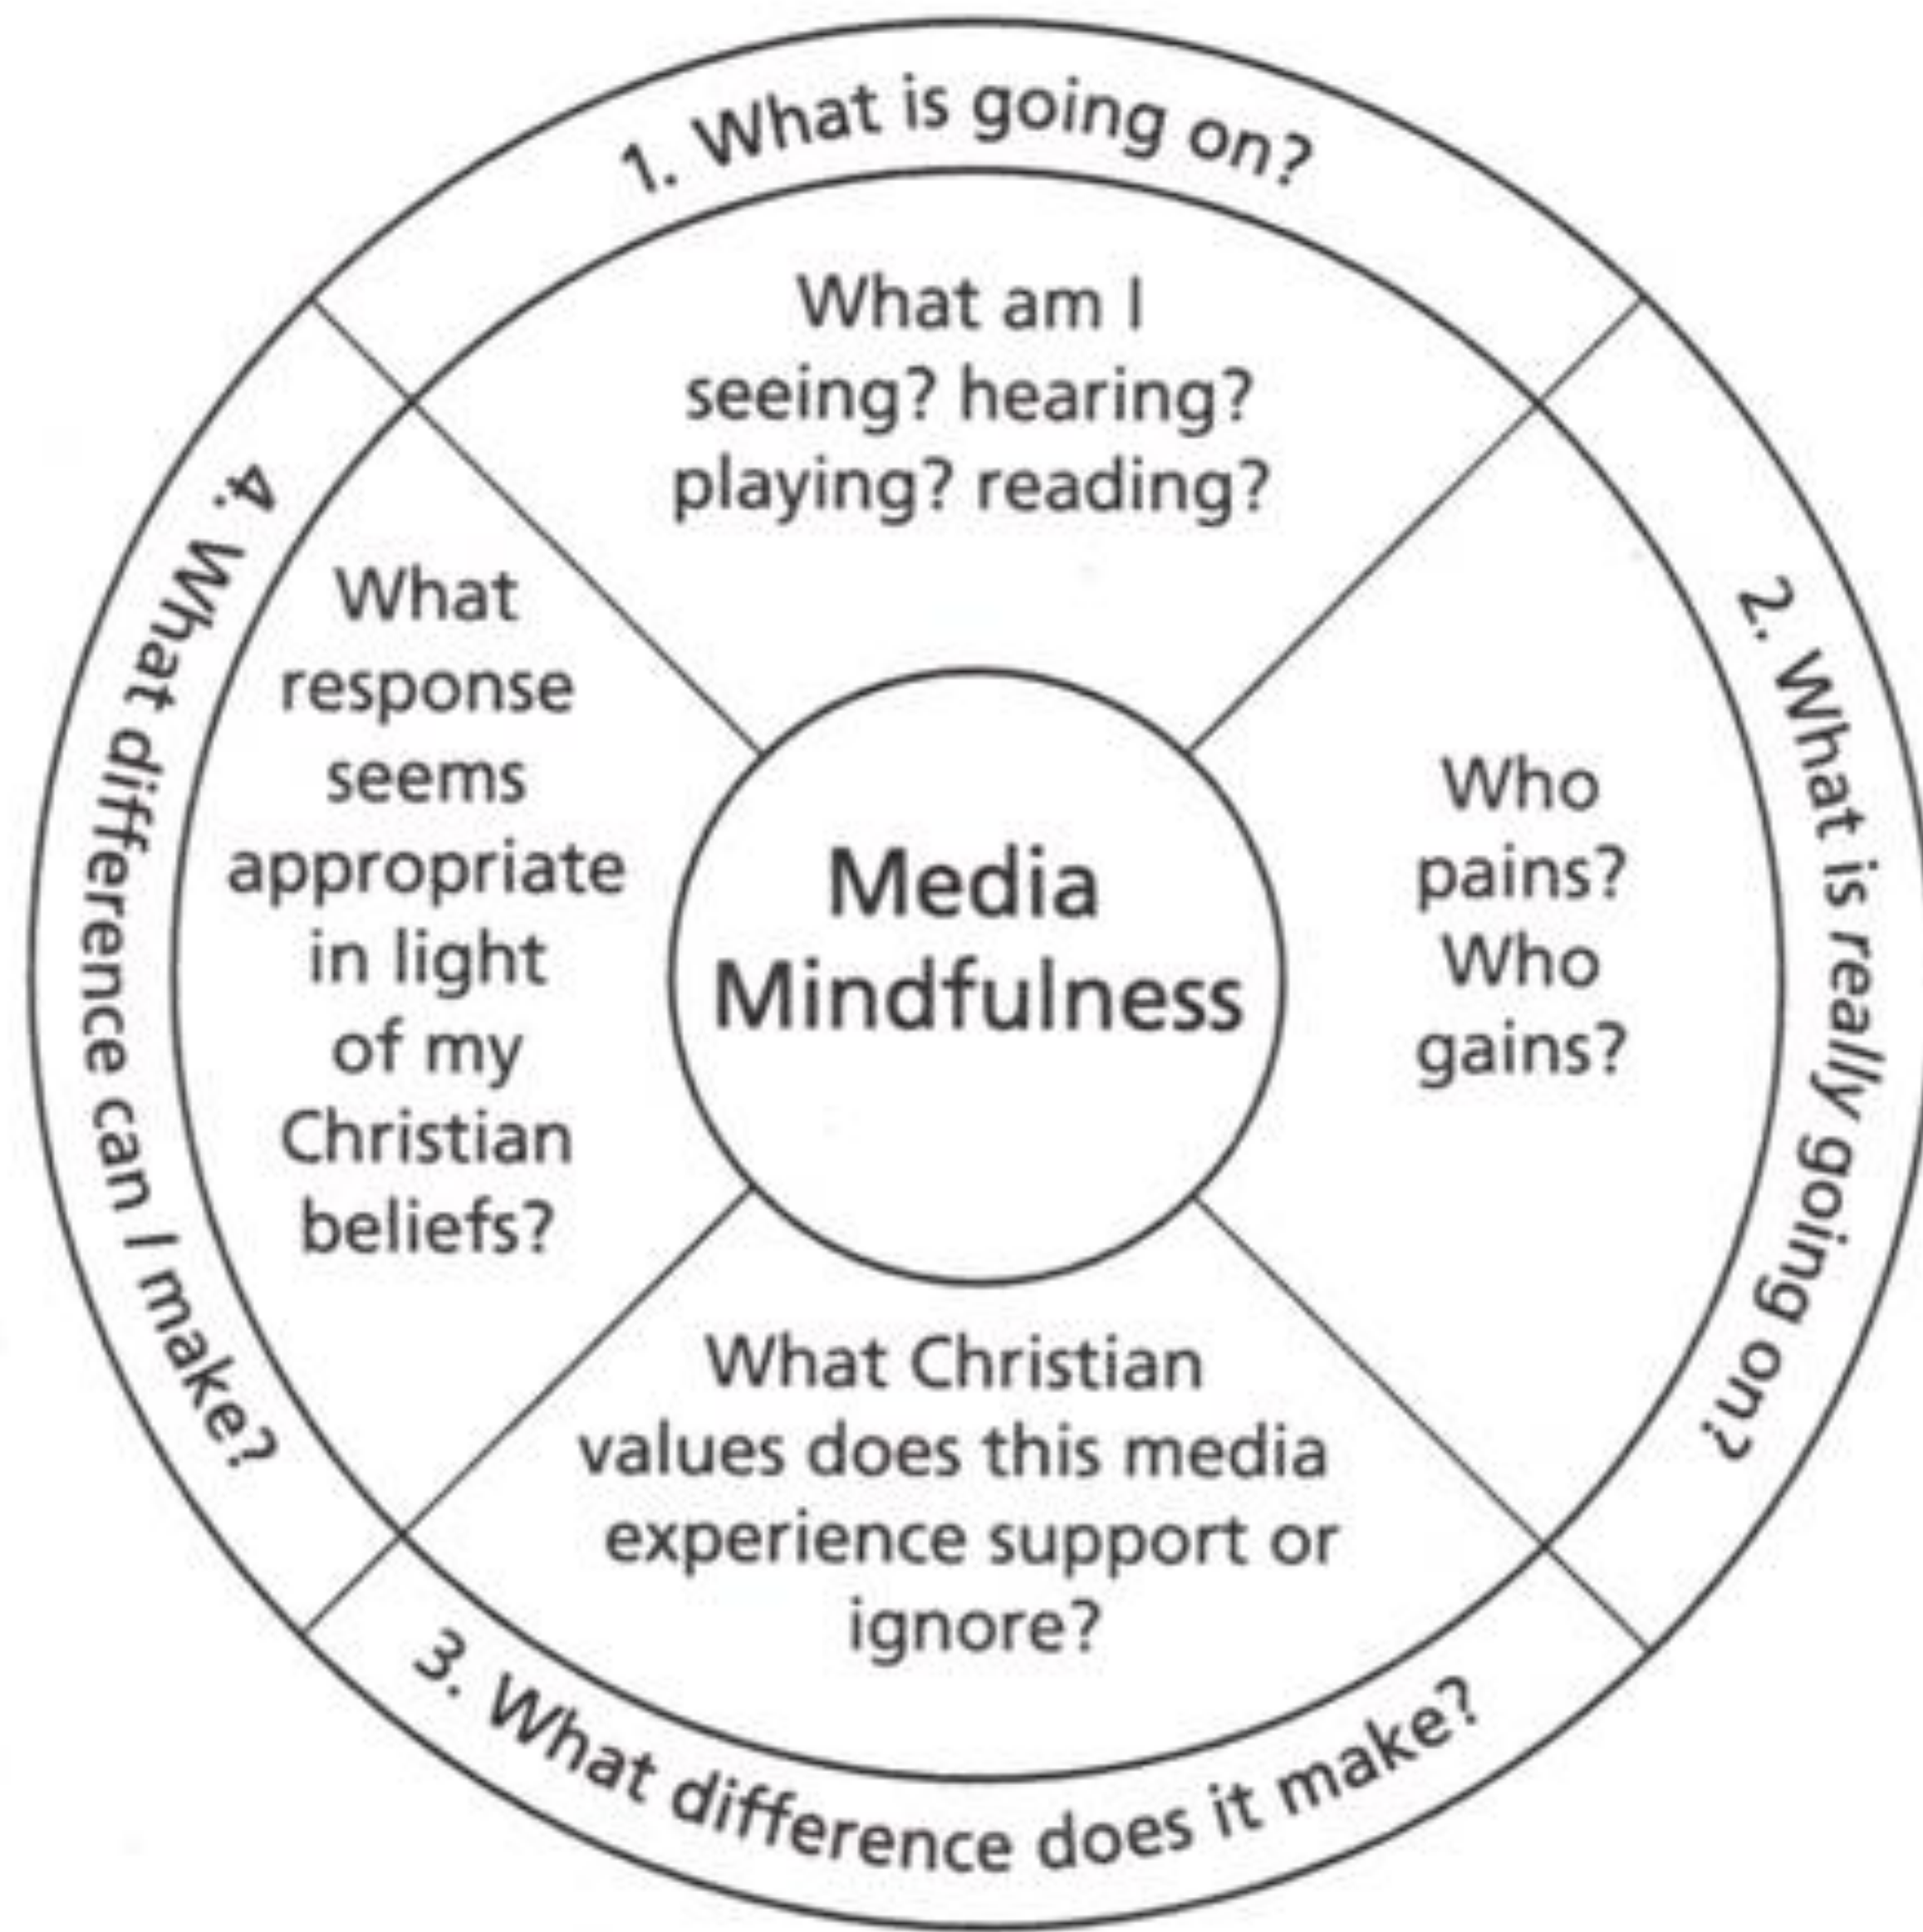 1. What is going on?
What am I
seeing? hearing?
playing? reading?
2. What is really going on?
Who
pains?
Who
gains?
3. What difference does it make?
What Christian
values does this media
experience support or
ignore?
4. What difference can I make?
What
response
seems
appropriate
in light
of my
Christian
beliefs?
Media
Mindfulness